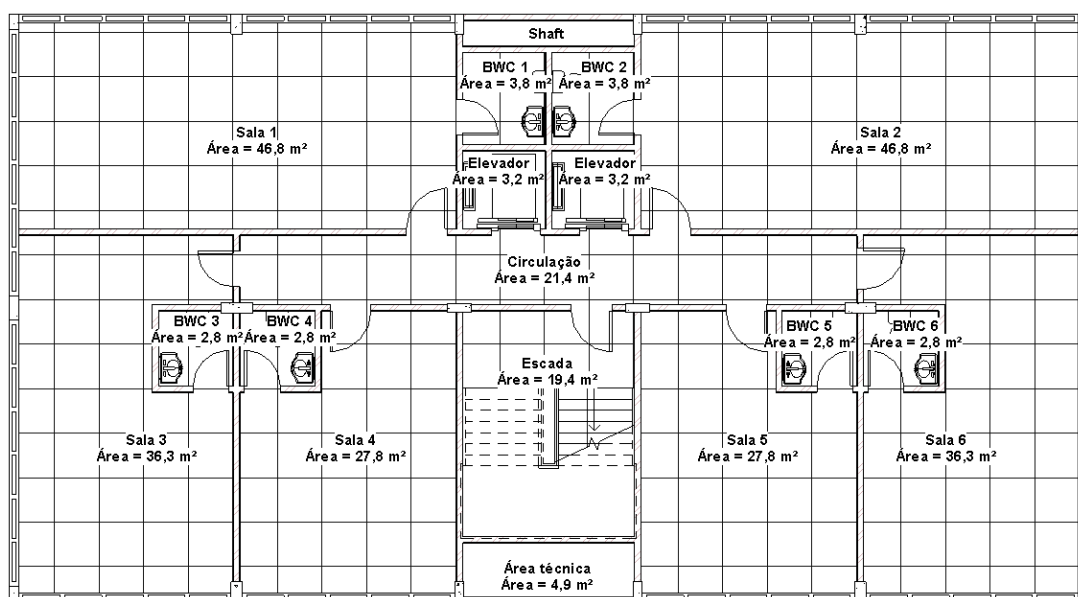 Shaft
BWC 1
Área = 3,8 m²
BWC 2
Área = 3,8 m²
Sala 1
Área = 46,8 m²
Sala 2
Área = 46,8 m²
Elevador
Área = 3,2 m²
Elevador
Área = 3,2 m²
Circulação
Área = 21,4 m²
BWC 3
Área = 2,8 m²
BWC 4
Área = 2,8 m²
BWC 5
Área = 2,8 m²
BWC 6
Área = 2,8 m²
Escada
Área = 19,4 m²
Sala 3
Área = 36,3 m²
Sala 4
Área = 27,8 m²
Sala 5
Área = 27,8 m²
Sala 6
Área = 36,3 m²
Área técnica
Área = 4,9 m²